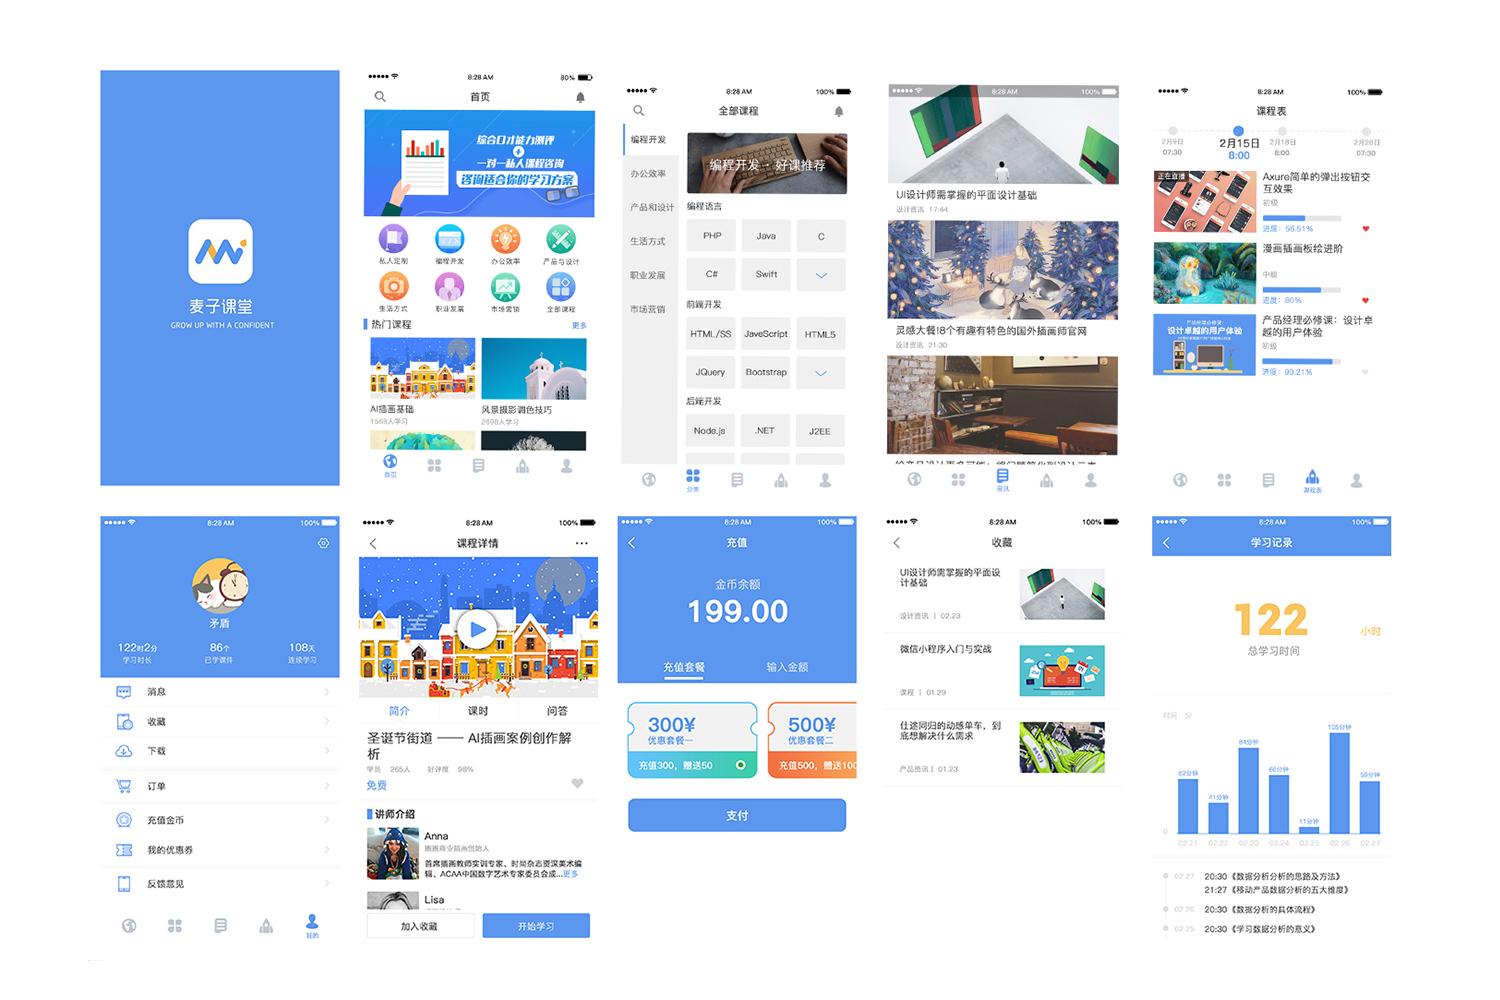 麦子课堂
GROW UP WITH A CONFIDENT
8:28 AM
80%
首页
综合口才能力测评
+
一对一私人课程咨询
咨询适合你的学习方案
私人定制
编程开发
办公效率
产品与设计
生活方式
职业发展
市场营销
全部课程
热门课程
更多
AI插画基础
1568人学习
风景摄影调色技巧
2698人学习
首页
8:28 AM
100%
全部课程
编程开发
办公效率
产品和设计
生活方式
职业发展
市场营销
编程开发 · 好课推荐
编程语言
PHP
Java
C
C#
Swift
前端开发
HTML/SS
JaveScript
HTML5
JQuery
Bootstrap
后端开发
Node.js
.NET
J2EE
分类
8:28 AM
100%
UI设计师需掌握的平面设计基础
设计资讯 17:44
灵感大餐!8个有趣有特色的国外插画师官网
设计资讯 21:30
资讯
8:28 AM
100%
课程表
2月9日
07:30
2月15日
8:00
2月18日
8:00
2月28日
07:30
正在直播
Axure简单的弹出按钮交
互效果
初级
进度：56.51%
漫画插画板绘进阶
中级
进度：80%
产品经理必修课：
设计卓越的用户体验
产品经理必修课：设计卓
越的用户体验
初级
进度：93.21%
课程表
8:28 AM
100%
矛盾
122时2分
学习时长
86个
已学课件
108天
连续学习
消息
收藏
下载
订单
充值金币
我的优惠券
反馈意见
我的
8:28 AM
100%
课程详情
简介
课时
问答
圣诞节街道 —— AI插画案例创作解
析
学员 265人 好评度 98%
免费
讲师介绍
Anna
圈圈商业插画创始人
首席插画教师实训专家、时尚杂志资深美术编
辑、ACAA中国数字艺术专家委员会成...更多
Lisa
加入收藏
开始学习
8:28 AM
100%
充值
金币余额
199.00
充值套餐
输入金额
300¥
优惠套餐一
充值300，赠送50
500¥
优惠套餐二
充值500，赠送100
支付
8:28 AM
100%
收藏
UI设计师需掌握的平面设
计基础
设计资讯 | 02.23
微信小程序入门与实战
课程 | 01.29
仕途同归的动感单车，到
底想解决什么需求
产品资讯 | 01.23
8:28 AM
100%
学习记录
122
小时
总学习时间
时间：分
62分钟
41分钟
84分钟
66分钟
11分钟
105分钟
59分钟
0
02.21
02.22
02.23
02.24
02.25
02.26
02.27
02.27
20:30《数据分析分析的思路及方法》
21:27《移动产品数据分析的五大维度》
02.26
20:30《数据分析的具体流程》
02.25
20:30《学习数据分析的意义》